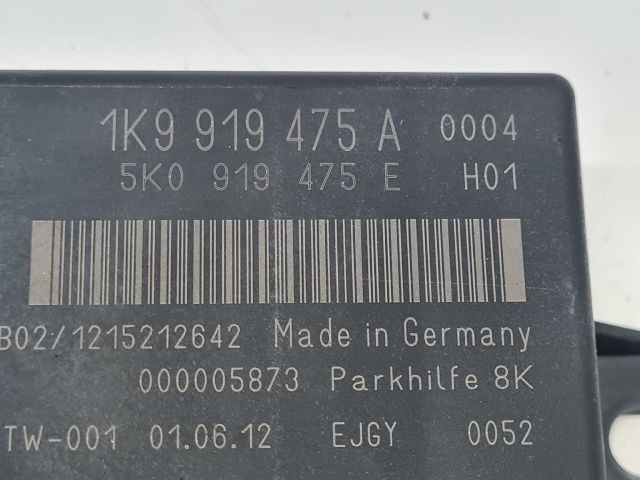 1K9 919 475 A 0004
5K0 919 475 E H01
B02/1215212642 Made in Germany
000005873 Parkhilfe 8K
TW-001 01.06.12 EJGY 0052